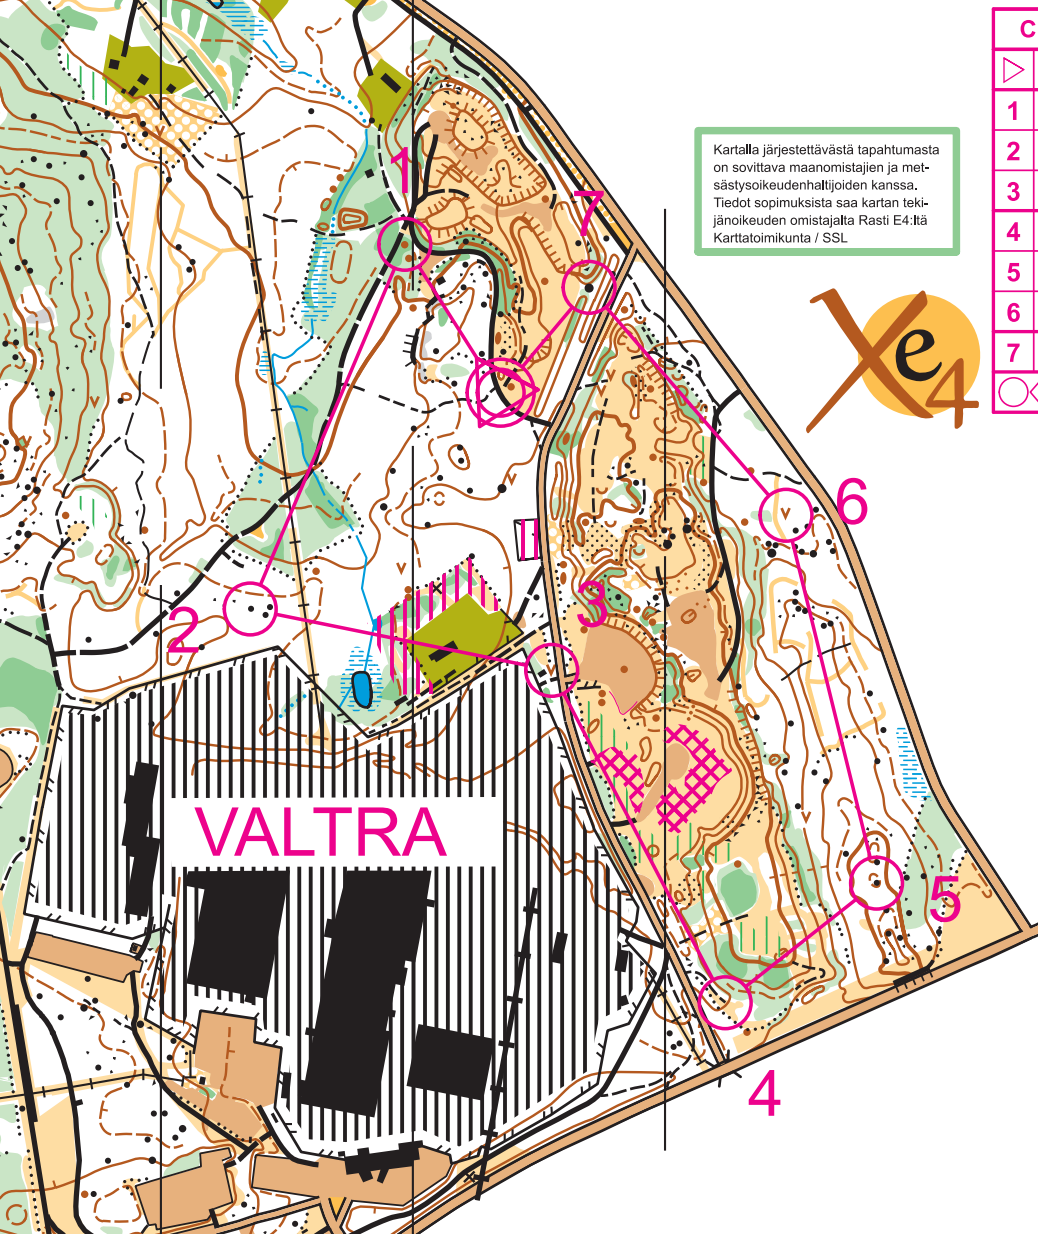 C
1
2
3
4
5
6
7
Kartalla järjestettävästä tapahtumasta
on sovittava maanomistajien ja met-
sästysoikeudenhaltijoiden kanssa.
Tiedot sopimuksista saa kartan teki-
jänoikeuden omistajalta Rasti E4:ltä
Karttatoimikunta / SSL
Xe4
1
7
6
2
3
VALTRA
5
4